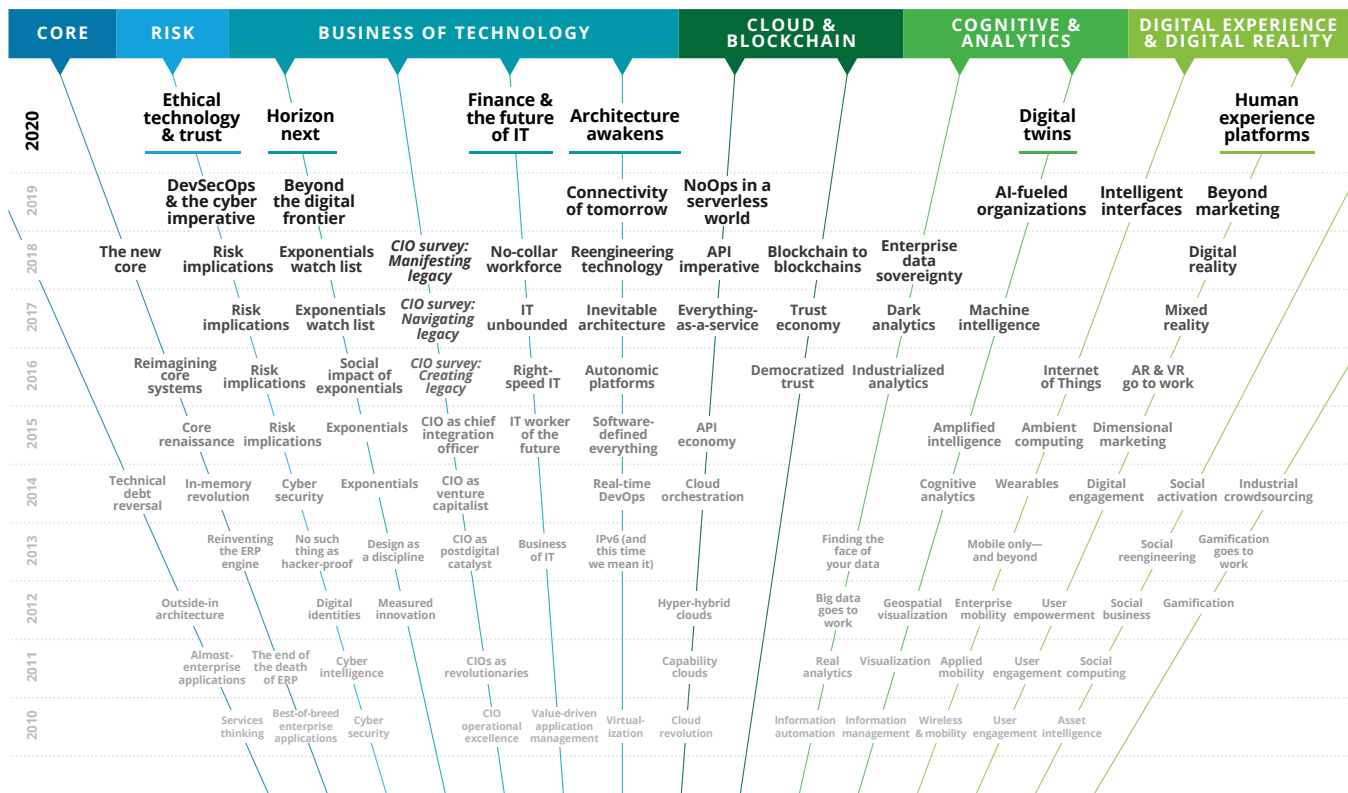 CORE
RISK
BUSINESS OF TECHNOLOGY
CLOUD &
BLOCKCHAIN
COGNITIVE &
ANALYTICS
DIGITAL EXPERIENCE
& DIGITAL REALITY
2020
Ethical
technology
& trust
Horizon
next
Finance &
the future
of IT
Architecture
awakens
Digital
twins
Human
experience
platforms
2019
DevSecOps
& the cyber
imperative
Beyond
the digital
frontier
Connectivity
of tomorrow
NoOps in a
serverless
world
AI-fueled
organizations
Intelligent
interfaces
Beyond
marketing
2018
The new
core
Risk
implications
Exponentials
watch list
CIO survey:
Manifesting
legacy
No-collar
workforce
Reengineering
technology
API
imperative
Blockchain to
blockchains
Enterprise
data
sovereignty
Digital
reality
2017
Risk
implications
Exponentials
watch list
CIO survey:
Navigating
legacy
IT
unbounded
Inevitable
architecture
Everything-
as-a-service
Trust
economy
Dark
analytics
Machine
intelligence
Mixed
reality
2016
Reimagining
core
systems
Risk
implications
Social
impact of
exponentials
CIO survey:
Creating
legacy
Right-
speed IT
Autonomic
platforms
Democratized
trust
Industrialized
analytics
Internet
of Things
AR & VR
go to work
2015
Core
renaissance
Risk
implications
Exponentials
CIO as chief
integration
officer
IT worker
of the
future
Software-
defined
everything
API
economy
Amplified
intelligence
Ambient
computing
Dimensional
marketing
2014
Technical
debt
reversal
In-memory
revolution
Cyber
security
Exponentials
CIO as
venture
capitalist
Real-time
DevOps
Cloud
orchestration
Cognitive
analytics
Wearables
Digital
engagement
Social
activation
Industrial
crowdsourcing
2013
Reinventing
the ERP
engine
No such
thing as
hacker-proof
Design as
a discipline
CIO as
postdigital
catalyst
Business
of IT
IPv6 (and
this time
we mean it)
Finding the
face of
your data
Mobile only—
and beyond
Social
reengineering
Gamification
goes to
work
2012
Outside-in
architecture
Digital
identities
Measured
innovation
Hyper-hybrid
clouds
Big data
goes to
work
Geospatial
visualization
Enterprise
mobility
User
empowerment
Social
business
Gamification
2011
Almost-
enterprise
applications
The end of
the death
of ERP
Cyber
intelligence
CIOs as
revolutionaries
Capability
clouds
Real
analytics
Visualization
Applied
mobility
User
engagement
Social
computing
2010
Services
thinking
Best-of-breed
enterprise
applications
Cyber
security
CIO
operational
excellence
Value-driven
application
management
Virtual-
ization
Cloud
revolution
Information
automation
Information
management
Wireless
& mobility
User
engagement
Asset
intelligence